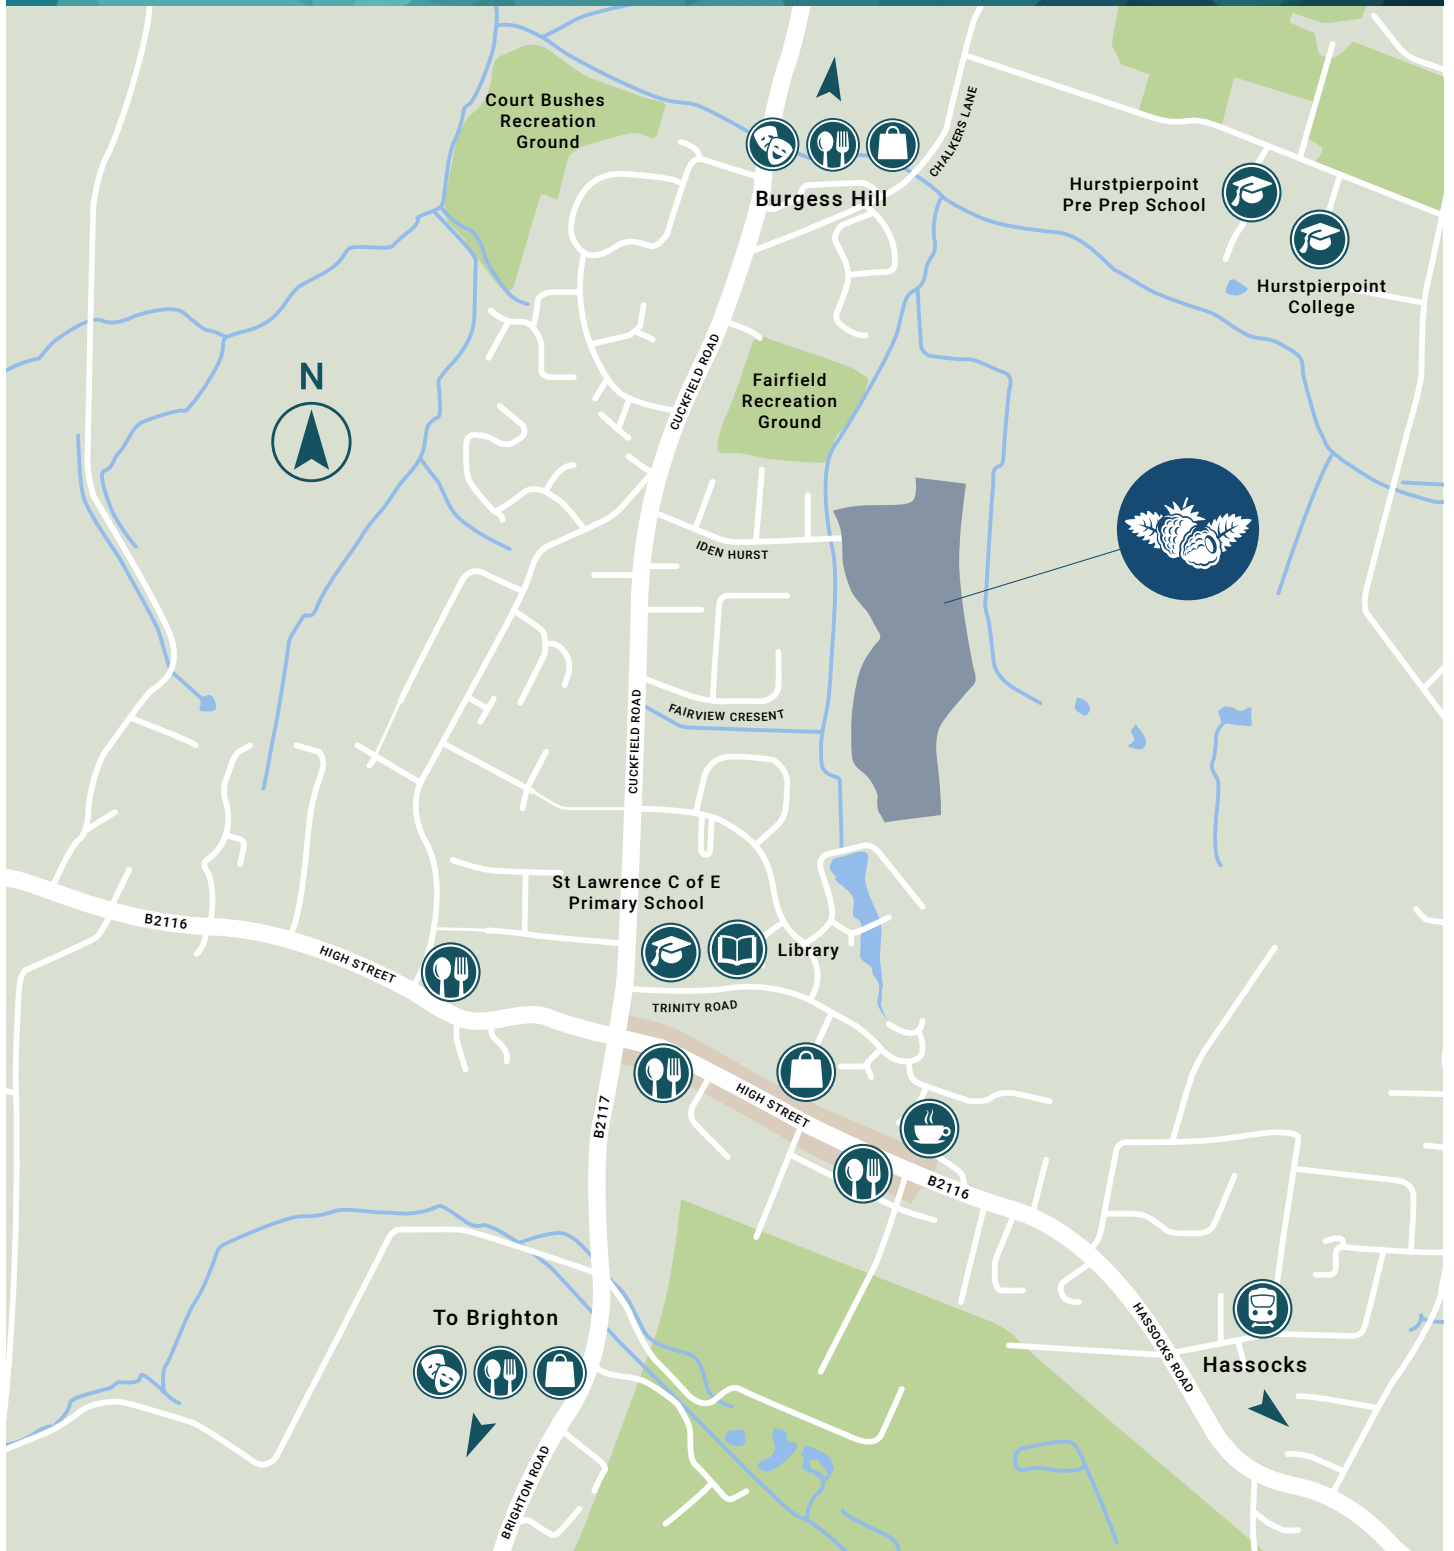 Court Bushes
Recreation
Ground
CHALKERS LANE
Burgess Hill
Hurstpierpoint
Pre Prep School
Hurstpierpoint
College
N
CUCKFIELD ROAD
Fairfield
Recreation
Ground
IDEN HURST
CUCKFIELD ROAD
FAIRVIEW CRESENT
St Lawrence C of E
Primary School
B2116
HIGH STREET
Library
TRINITY ROAD
B2117
HIGH STREET
B2116
To Brighton
HASSOCKS ROAD
Hassocks
BRIGHTON ROAD